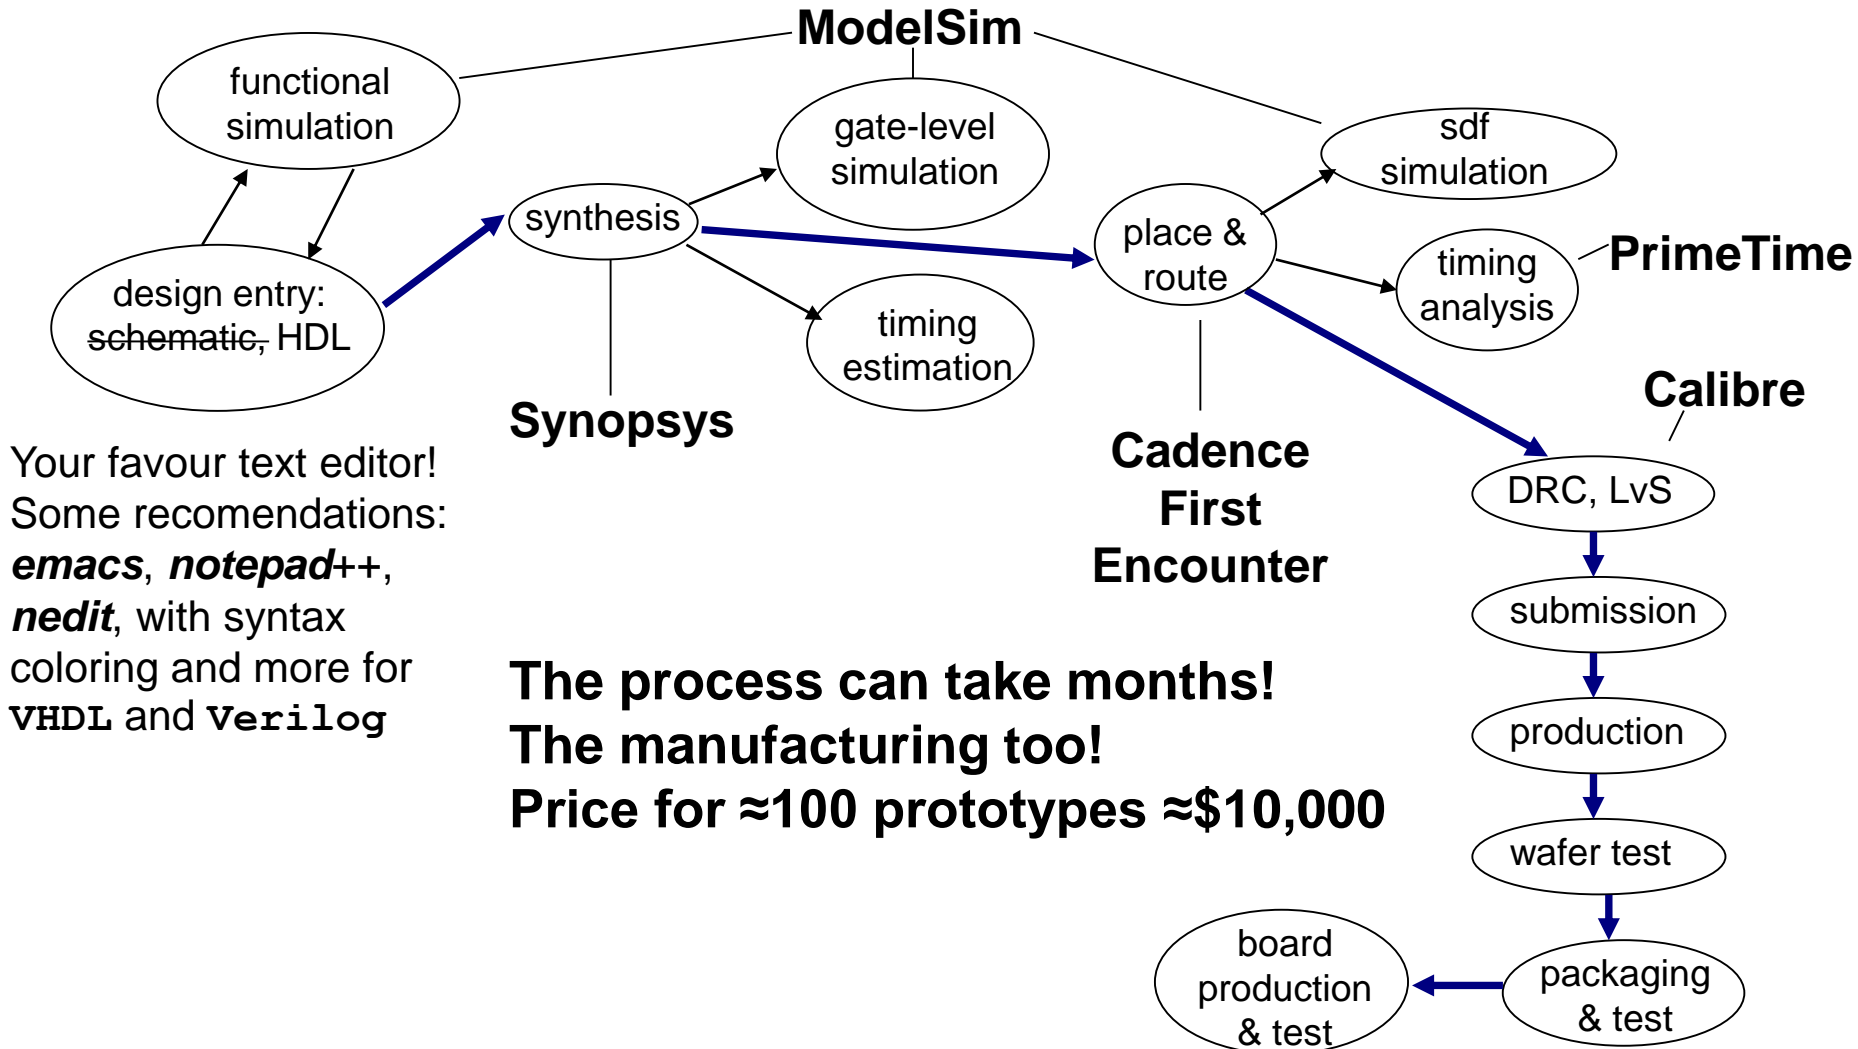 ModelSim
functional
simulation
gate-level
simulation
sdf
simulation
synthesis
place &
route
timing
analysis
PrimeTime
design entry:
schematic, HDL
timing
estimation
Synopsys
Cadence
First
Encounter
Calibre
DRC, LvS
Your favour text editor!
Some recomendations:
emacs, notepad++,
nedit, with syntax
coloring and more for
VHDL and Verilog
submission
The process can take months!
The manufacturing too!
Price for ≈100 prototypes ≈$10,000
production
wafer test
packaging
& test
board
production
& test